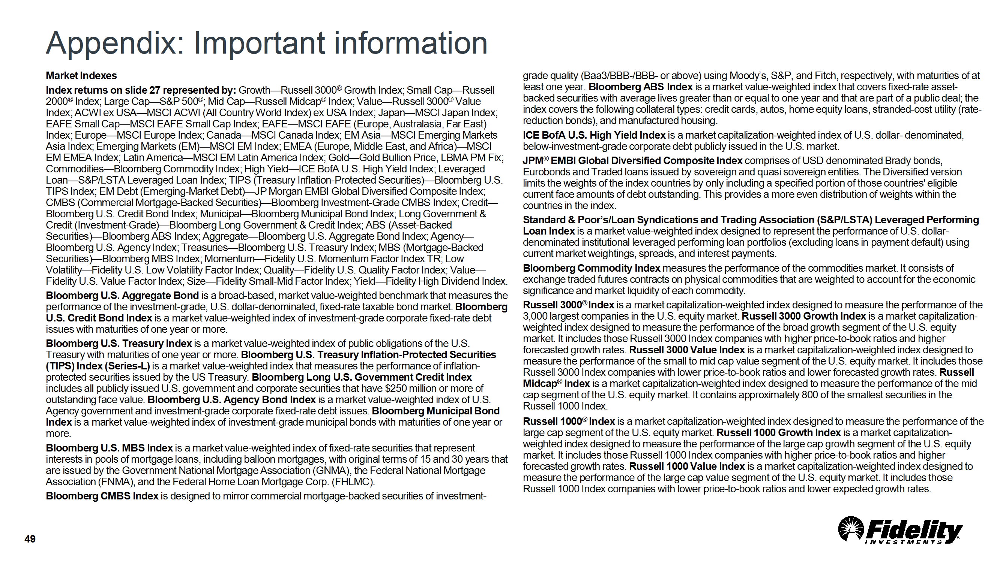 Appendix: Important information
Market Indexes
Index returns on slide 27 represented by: Growth—Russell 3000® Growth Index; Small Cap—Russell
2000® Index; Large Cap—S&P 500®; Mid Cap—Russell Midcap® Index; Value—Russell 3000® Value
Index; ACWI ex USA—MSCI ACWI (All Country World Index) ex USA Index; Japan—MSCI Japan Index;
EAFE Small Cap—MSCI EAFE Small Cap Index; EAFE—MSCI EAFE (Europe, Australasia, Far East)
Index; Europe—MSCI Europe Index; Canada—MSCI Canada Index; EM Asia—MSCI Emerging Markets
Asia Index; Emerging Markets (EM)—MSCI EM Index; EMEA (Europe, Middle East, and Africa)—MSCI
EM EMEA Index; Latin America—MSCI EM Latin America Index; Gold—Gold Bullion Price, LBMA PM Fix;
Commodities—Bloomberg Commodity Index; High Yield—ICE BofA U.S. High Yield Index; Leveraged
Loan—S&P/LSTA Leveraged Loan Index; TIPS (Treasury Inflation-Protected Securities)—Bloomberg U.S.
TIPS Index; EM Debt (Emerging-Market Debt)—JP Morgan EMBI Global Diversified Composite Index;
CMBS (Commercial Mortgage-Backed Securities)—Bloomberg Investment-Grade CMBS Index; Credit—
Bloomberg U.S. Credit Bond Index; Municipal—Bloomberg Municipal Bond Index; Long Government &
Credit (Investment-Grade)—Bloomberg Long Government & Credit Index; ABS (Asset-Backed
Securities)—Bloomberg ABS Index; Aggregate—Bloomberg U.S. Aggregate Bond Index; Agency—
Bloomberg U.S. Agency Index; Treasuries—Bloomberg U.S. Treasury Index; MBS (Mortgage-Backed
Securities)—Bloomberg MBS Index; Momentum—Fidelity U.S. Momentum Factor Index TR; Low
Volatility—Fidelity U.S. Low Volatility Factor Index; Quality—Fidelity U.S. Quality Factor Index; Value—
Fidelity U.S. Value Factor Index; Size—Fidelity Small-Mid Factor Index; Yield—Fidelity High Dividend Index.
Bloomberg U.S. Aggregate Bond is a broad-based, market value-weighted benchmark that measures the
performance of the investment-grade, U.S. dollar-denominated, fixed-rate taxable bond market. Bloomberg
U.S. Credit Bond Index is a market value-weighted index of investment-grade corporate fixed-rate debt
issues with maturities of one year or more.
Bloomberg U.S. Treasury Index is a market value-weighted index of public obligations of the U.S.
Treasury with maturities of one year or more. Bloomberg U.S. Treasury Inflation-Protected Securities
(TIPS) Index (Series-L) is a market value-weighted index that measures the performance of inflation-
protected securities issued by the US Treasury. Bloomberg Long U.S. Government Credit Index
includes all publicly issued U.S. government and corporate securities that have $250 million or more of
outstanding face value. Bloomberg U.S. Agency Bond Index is a market value-weighted index of U.S.
Agency government and investment-grade corporate fixed-rate debt issues. Bloomberg Municipal Bond
Index is a market value-weighted index of investment-grade municipal bonds with maturities of one year or
more.
Bloomberg U.S. MBS Index is a market value-weighted index of fixed-rate securities that represent
interests in pools of mortgage loans, including balloon mortgages, with original terms of 15 and 30 years that
are issued by the Government National Mortgage Association (GNMA), the Federal National Mortgage
Association (FNMA), and the Federal Home Loan Mortgage Corp. (FHLMC).
Bloomberg CMBS Index is designed to mirror commercial mortgage-backed securities of investment-
grade quality (Baa3/BBB-/BBB- or above) using Moody’s, S&P, and Fitch, respectively, with maturities of at
least one year. Bloomberg ABS Index is a market value-weighted index that covers fixed-rate asset-
backed securities with average lives greater than or equal to one year and that are part of a public deal; the
index covers the following collateral types: credit cards, autos, home equity loans, stranded-cost utility (rate-
reduction bonds), and manufactured housing.
ICE BofA U.S. High Yield Index is a market capitalization-weighted index of U.S. dollar- denominated,
below-investment-grade corporate debt publicly issued in the U.S. market.
JPM® EMBI Global Diversified Composite Index comprises of USD denominated Brady bonds,
Eurobonds and Traded loans issued by sovereign and quasi sovereign entities. The Diversified version
limits the weights of the index countries by only including a specified portion of those countries' eligible
current face amounts of debt outstanding. This provides a more even distribution of weights within the
countries in the index.
Standard & Poor’s/Loan Syndications and Trading Association (S&P/LSTA) Leveraged Performing
Loan Index is a market value-weighted index designed to represent the performance of U.S. dollar-
denominated institutional leveraged performing loan portfolios (excluding loans in payment default) using
current market weightings, spreads, and interest payments.
Bloomberg Commodity Index measures the performance of the commodities market. It consists of
exchange traded futures contracts on physical commodities that are weighted to account for the economic
significance and market liquidity of each commodity.
Russell 3000® Index is a market capitalization-weighted index designed to measure the performance of the
3,000 largest companies in the U.S. equity market. Russell 3000 Growth Index is a market capitalization-
weighted index designed to measure the performance of the broad growth segment of the U.S. equity
market. It includes those Russell 3000 Index companies with higher price-to-book ratios and higher
forecasted growth rates. Russell 3000 Value Index is a market capitalization-weighted index designed to
measure the performance of the small to mid cap value segment of the U.S. equity market. It includes those
Russell 3000 Index companies with lower price-to-book ratios and lower forecasted growth rates. Russell
Midcap® Index is a market capitalization-weighted index designed to measure the performance of the mid
cap segment of the U.S. equity market. It contains approximately 800 of the smallest securities in the
Russell 1000 Index.
Russell 1000® Index is a market capitalization-weighted index designed to measure the performance of the
large cap segment of the U.S. equity market. Russell 1000 Growth Index is a market capitalization-
weighted index designed to measure the performance of the large cap growth segment of the U.S. equity
market. It includes those Russell 1000 Index companies with higher price-to-book ratios and higher
forecasted growth rates. Russell 1000 Value Index is a market capitalization-weighted index designed to
measure the performance of the large cap value segment of the U.S. equity market. It includes those
Russell 1000 Index companies with lower price-to-book ratios and lower expected growth rates.
49
Fidelity®
INVESTMENTS